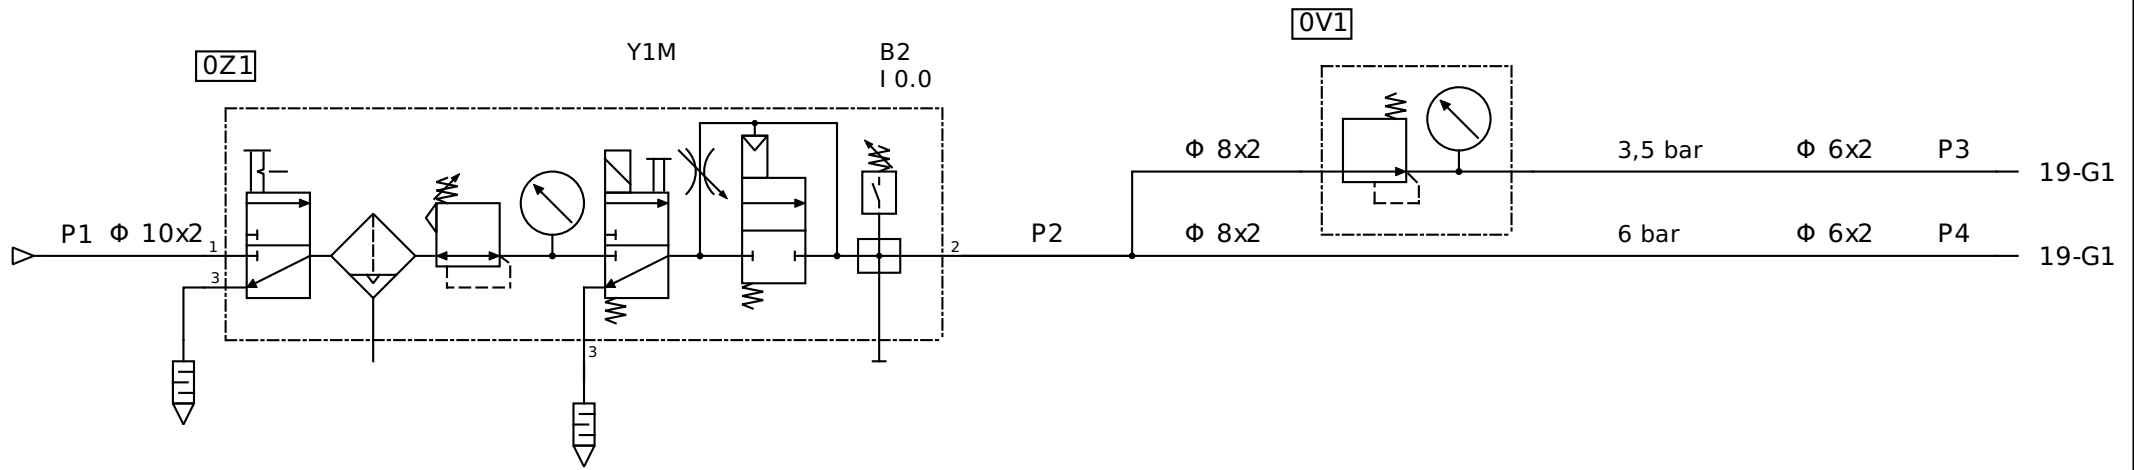 0V1
Y1M
B2
0Z1
I 0.0
Φ 8x2
3,5 bar
Φ 6x2
P3
19-G1
P1
Φ 10x2
1
2
P2
Φ 8x2
6 bar
Φ 6x2
P4
19-G1
3
3